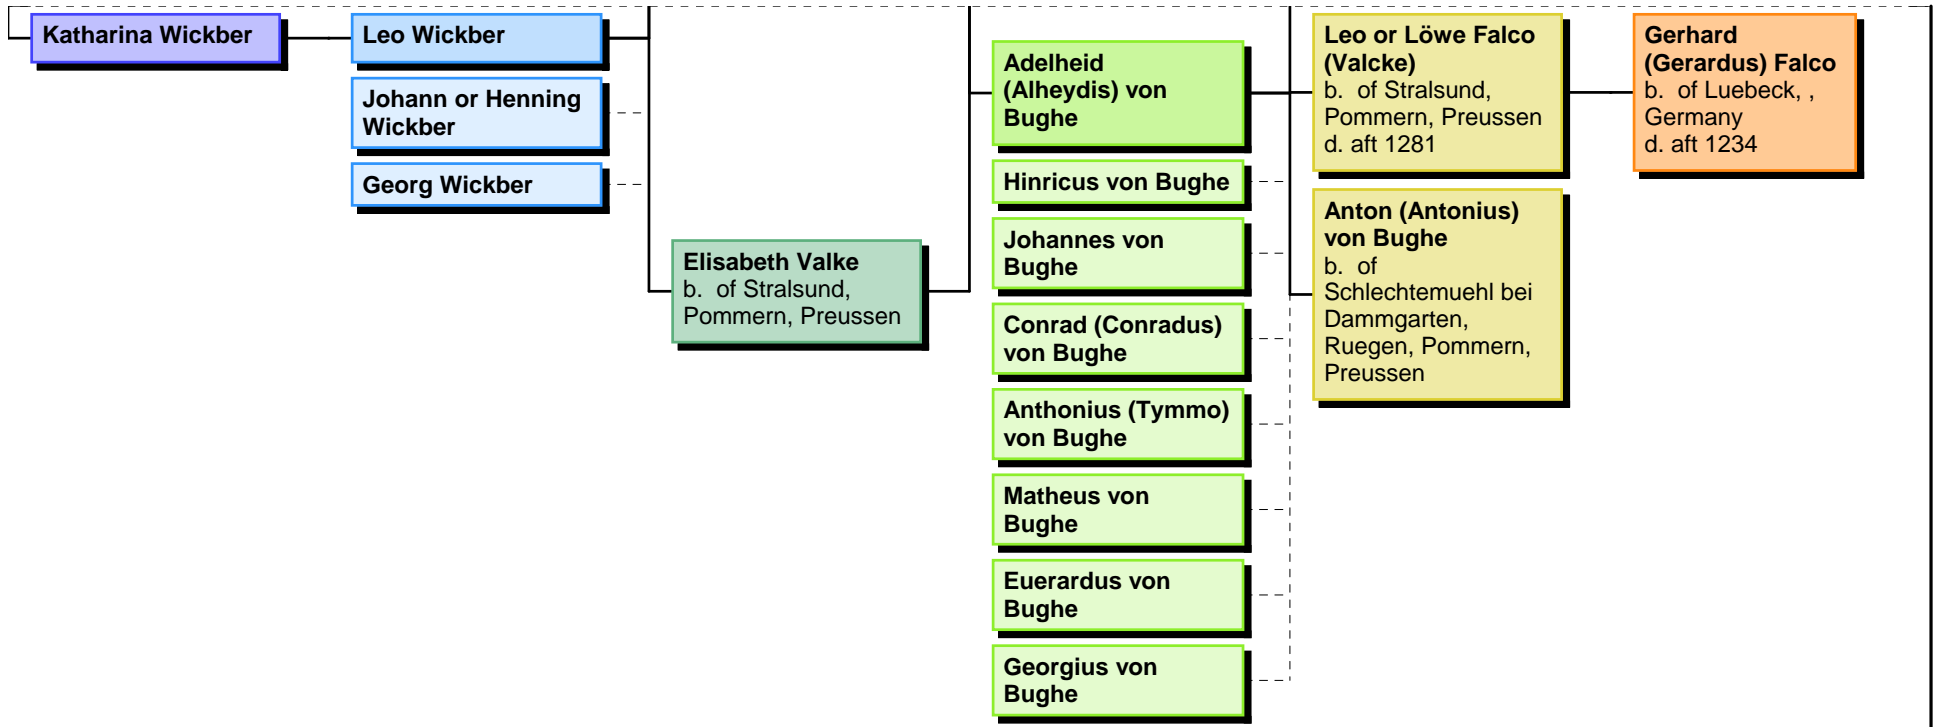 Katharina Wickber
Leo Wickber
Johann or Henning
Wickber
Georg Wickber
Elisabeth Valke
b.  of Stralsund,
Pommern, Preussen
Adelheid
(Alheydis) von
Bughe
Hinricus von Bughe
Johannes von
Bughe
Conrad (Conradus)
von Bughe
Anthonius (Tymmo)
von Bughe
Matheus von
Bughe
Euerardus von
Bughe
Georgius von
Bughe
Leo or Löwe Falco
(Valcke)
b.  of Stralsund,
Pommern, Preussen
d. aft 1281
Anton (Antonius)
von Bughe
b.  of
Schlechtemuehl bei
Dammgarten,
Ruegen, Pommern,
Preussen
Gerhard
(Gerardus) Falco
b.  of Luebeck, ,
Germany
d. aft 1234